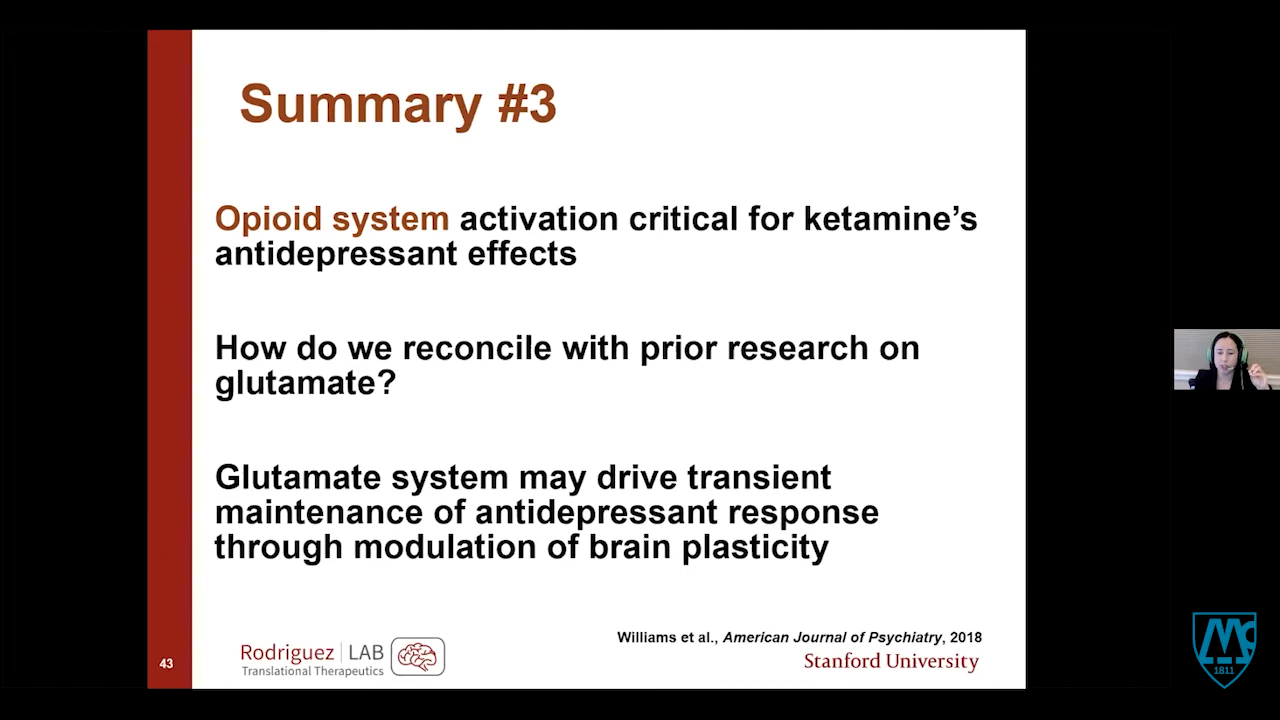 Summary #3
Opioid system activation critical for ketamine’s
antidepressant effects
How do we reconcile with prior research on
glutamate?
Glutamate system may drive transient
maintenance of antidepressant response
through modulation of brain plasticity
Williams et al., American Journal of Psychiatry, 2018
43
Rodriguez | LAB
Translational Therapeutics
Stanford University
1811